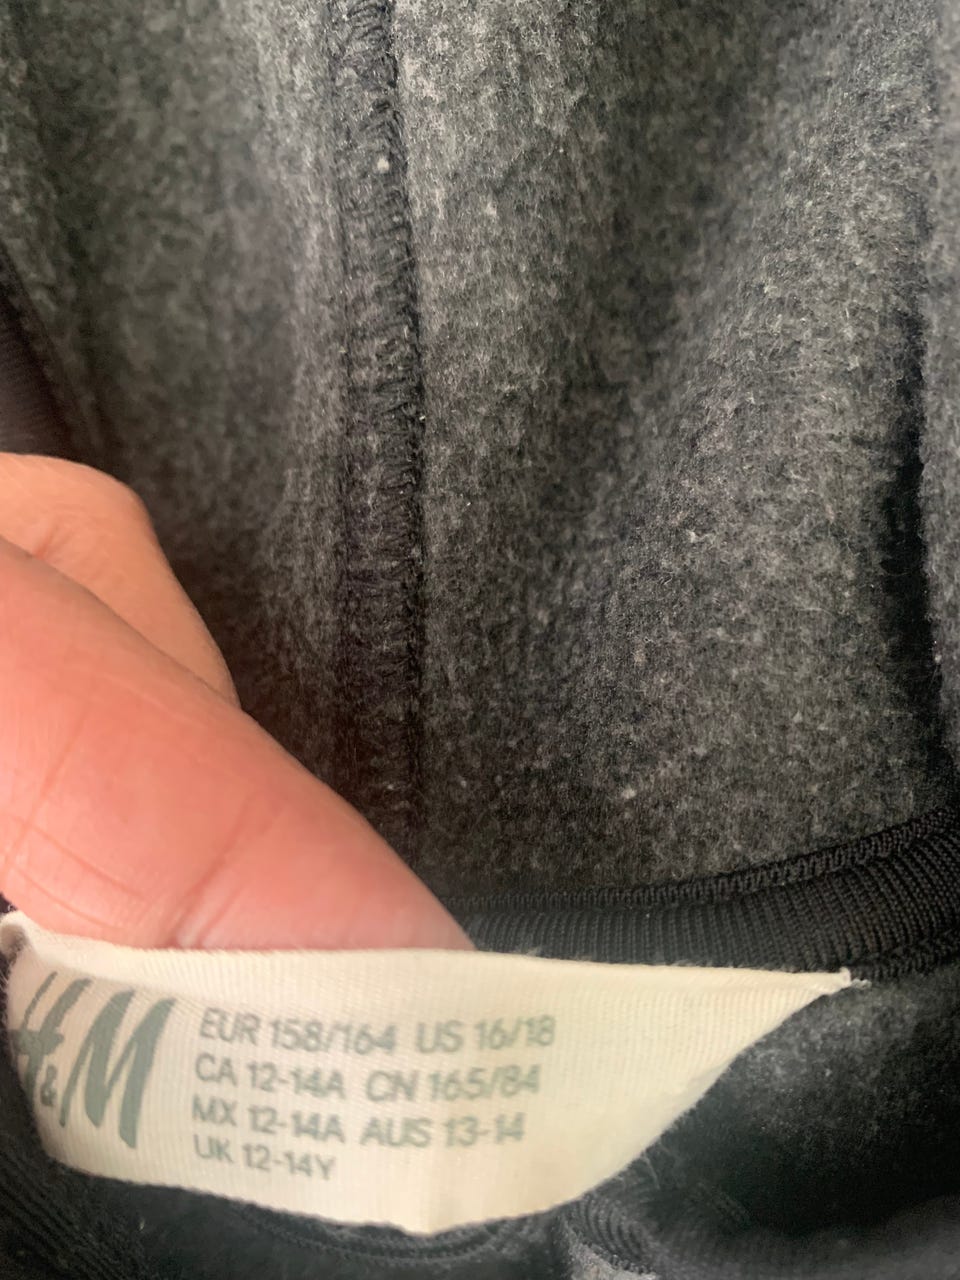 H&M
EUR 158/164 US 16/18
CA 12-14A CN 165/84
MX 12-14A AUS 13-14
UK 12-14Y